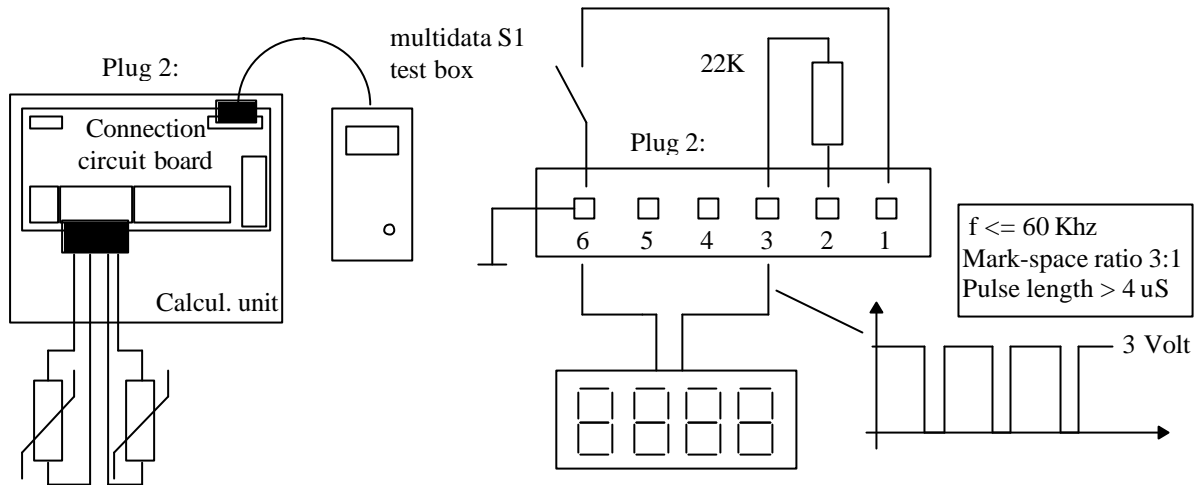 multidata S1
test box
Plug 2:
Connection
circuit board
Calcul. unit
22K
Plug 2:
6 5 4 3 2 1
f <= 60 Khz
Mark-space ratio 3:1
Pulse length > 4 uS
3 Volt
8888